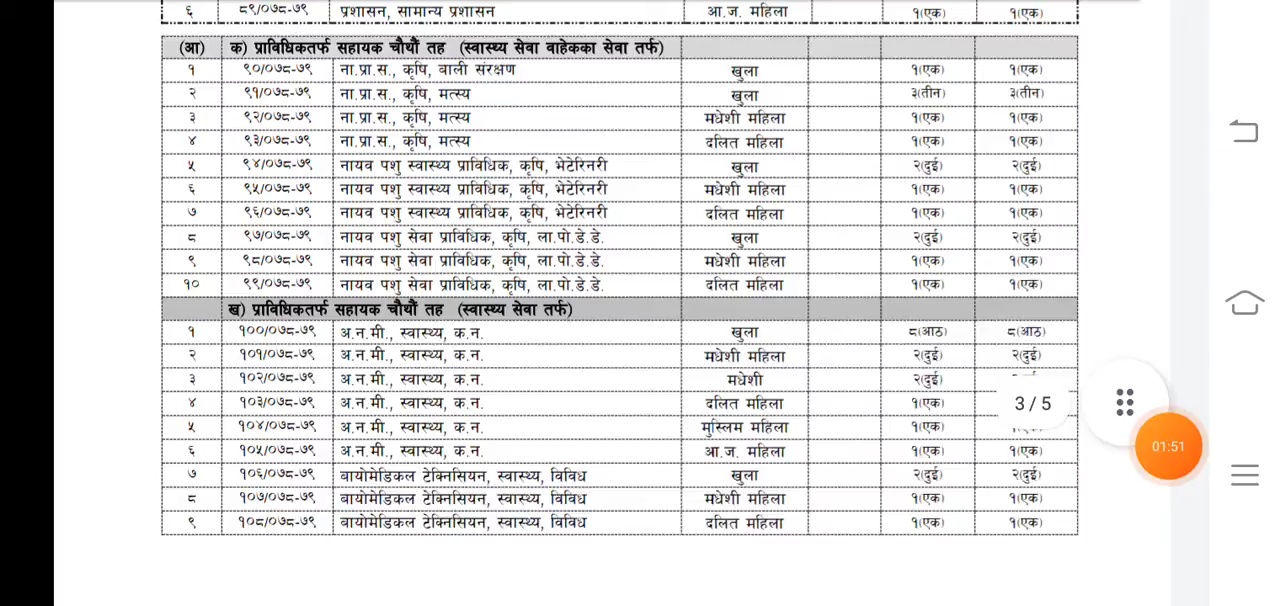 ६ ८९/०७८-७९ प्रशासन, सामान्य प्रशासन आ.ज. महिला १(एक) १(एक)
(आ) क) प्राविधिकतर्फ सहायक चौथौं तह (स्वास्थ्य सेवा वाहेकका सेवा तर्फ)
१ ९०/०७८-७९ ना.प्रा.स., कृषि, वाली संरक्षण खुला १(एक) १(एक)
२ ९१/०७८-७९ ना.प्रा.स., कृषि, मत्स्य खुला ३(तीन) ३(तीन)
३ ९२/०७८-७९ ना.प्रा.स., कृषि, मत्स्य मधेशी महिला १(एक) १(एक)
४ ९३/०७८-७९ ना.प्रा.स., कृषि, मत्स्य दलित महिला १(एक) १(एक)
५ ९४/०७८-७९ नायव पशु स्वास्थ्य प्राविधिक, कृषि, भेटेरिनरी खुला २(दुई) २(दुई)
६ ९५/०७८-७९ नायव पशु स्वास्थ्य प्राविधिक, कृषि, भेटेरिनरी मधेशी महिला १(एक) १(एक)
७ ९६/०७८-७९ नायव पशु स्वास्थ्य प्राविधिक, कृषि, भेटेरिनरी दलित महिला १(एक) १(एक)
८ ९७/०७८-७९ नायव पशु सेवा प्राविधिक, कृषि, ला.पो.डे.डे. खुला २(दुई) २(दुई)
९ ९८/०७८-७९ नायव पशु सेवा प्राविधिक, कृषि, ला.पो.डे.डे. मधेशी महिला १(एक) १(एक)
१० ९९/०७८-७९ नायव पशु सेवा प्राविधिक, कृषि, ला.पो.डे.डे. दलित महिला १(एक) १(एक)
ख) प्राविधिकतर्फ सहायक चौथौं तह (स्वास्थ्य सेवा तर्फ)
१ १००/०७८-७९ अ.न.मी., स्वास्थ्य, क.न. खुला ८(आठ) ८(आठ)
२ १०१/०७८-७९ अ.न.मी., स्वास्थ्य, क.न. मधेशी महिला २(दुई) २(दुई)
३ १०२/०७८-७९ अ.न.मी., स्वास्थ्य, क.न. मधेशी २(दुई)
४ १०३/०७८-७९ अ.न.मी., स्वास्थ्य, क.न. दलित महिला १(एक) 3 / 5
५ १०४/०७८-७९ अ.न.मी., स्वास्थ्य, क.न. मुस्लिम महिला १(एक)
६ १०५/०७८-७९ अ.न.मी., स्वास्थ्य, क.न. आ.ज. महिला १(एक) १(एक) 01:51
७ १०६/०७८-७९ बायोमेडिकल टेक्निसियन, स्वास्थ्य, विविध खुला २(दुई) २(दुई)
८ १०७/०७८-७९ बायोमेडिकल टेक्निसियन, स्वास्थ्य, विविध मधेशी महिला १(एक) १(एक)
९ १०८/०७८-७९ बायोमेडिकल टेक्निसियन, स्वास्थ्य, विविध दलित महिला १(एक) १(एक)